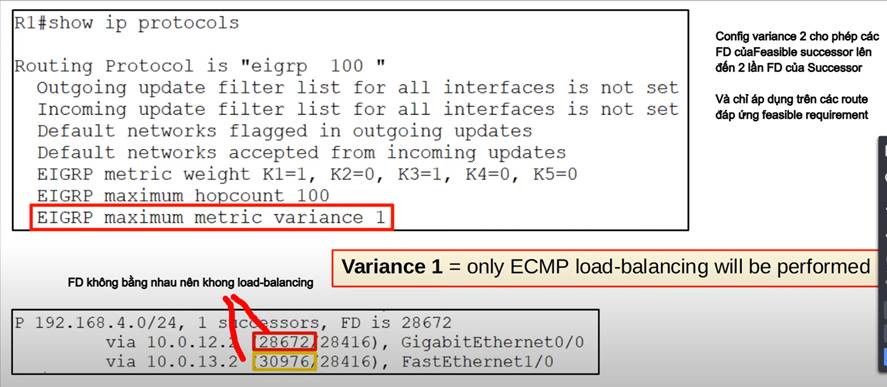 R1#show ip protocols
Routing Protocol is "eigrp 100 "
Outgoing update filter list for all interfaces is not set
Incoming update filter list for all interfaces is not set
Default networks flagged in outgoing updates
Default networks accepted from incoming updates
EIGRP metric weight K1=1, K2=0, K3=1, K4=0, K5=0
EIGRP maximum hopcount 100
EIGRP maximum metric variance 1
Config variance 2 cho phép các
FD củaFeasible successor lên
đến 2 lần FD của Successor
Và chỉ áp dụng trên các route
đáp ứng feasible requirement
Variance 1 = only ECMP load-balancing will be performed
FD không bằng nhau nên khong load-balancing
P 192.168.4.0/24, 1 successors, FD is 28672
via 10.0.12.2 (28672/28416), GigabitEthernet0/0
via 10.0.13.2 (30976/28416), FastEthernet1/0